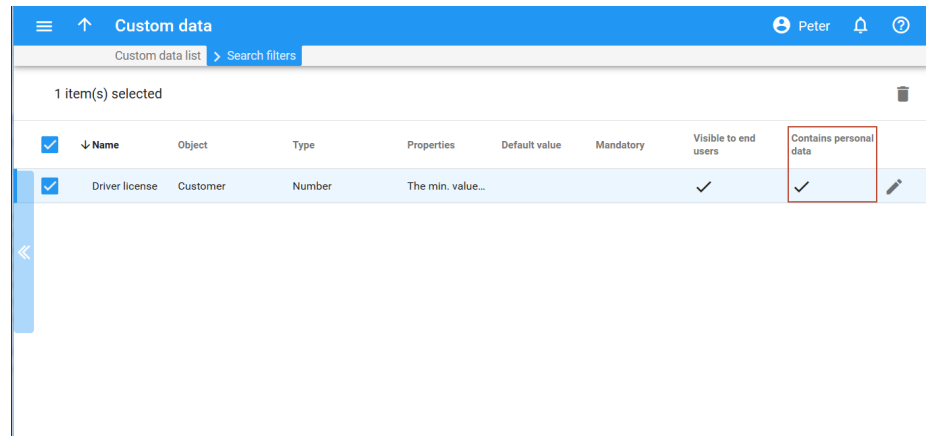 Custom data
Peter
Custom data list
Search filters
1 item(s) selected
Name Object Type Properties Default value Mandatory Visible to end users Contains personal data
Driver license Customer Number The min. value...